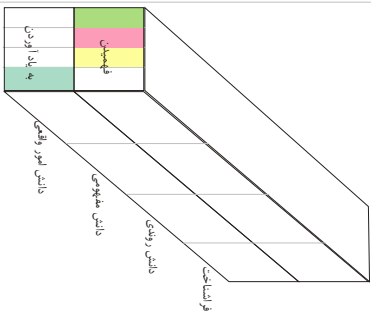 به یاد آوردن
فهمیدن
دانش امور واقعی
دانش مفهومی
دانش روندی
فراشناخت